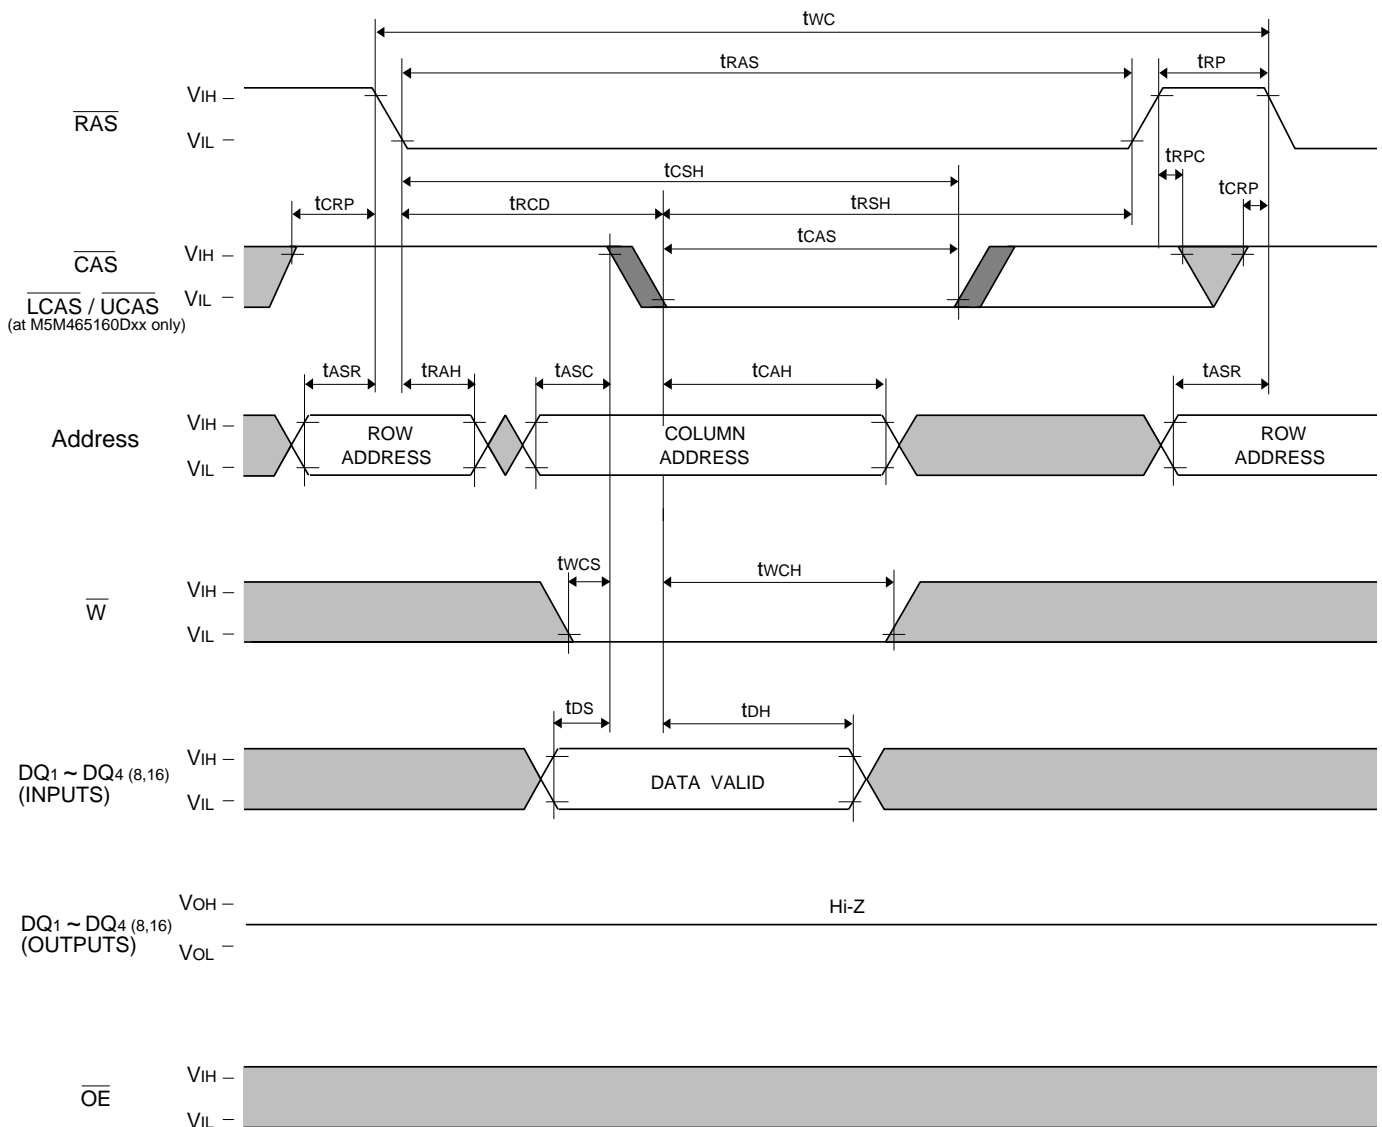 tWC
tRAS
tRP
VIH
RAS
VIL
tRPC
tCSH
tCRP
tCRP
tRCD
tRSH
tCAS
VIH
CAS
VIL
LCAS / UCAS
(at M5M465160Dxx only)
tASR
tRAH
tASC
tCAH
tASR
VIH
Address
ROW
ADDRESS
COLUMN
ADDRESS
ROW
ADDRESS
VIL
tWCS
tWCH
VIH
W
VIL
tDS
tDH
VIH
DQ1 ~ DQ4 (8,16)
(INPUTS)
DATA VALID
VIL
VOH
Hi-Z
DQ1 ~ DQ4 (8,16)
(OUTPUTS)
VOL
VIH
OE
VIL